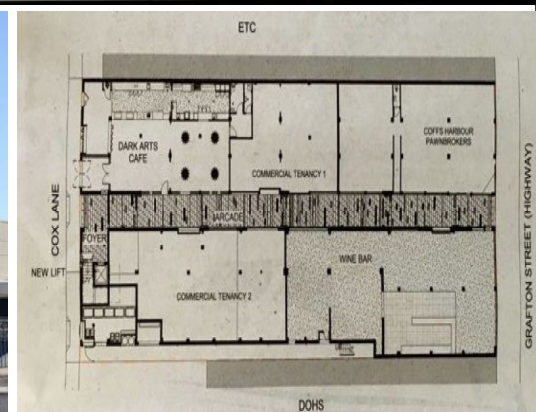 ETC
DARK ARTS
CAFE
COMMERCIAL TENANCY 1
COFFS HARBOUR
PAWNBROKERS
COX LANE
ARCADE
GRAFTON STREET (HIGHWAY)
FOYER
NEW LIFT
WINE BAR
COMMERCIAL TENANCY 2
DOHS